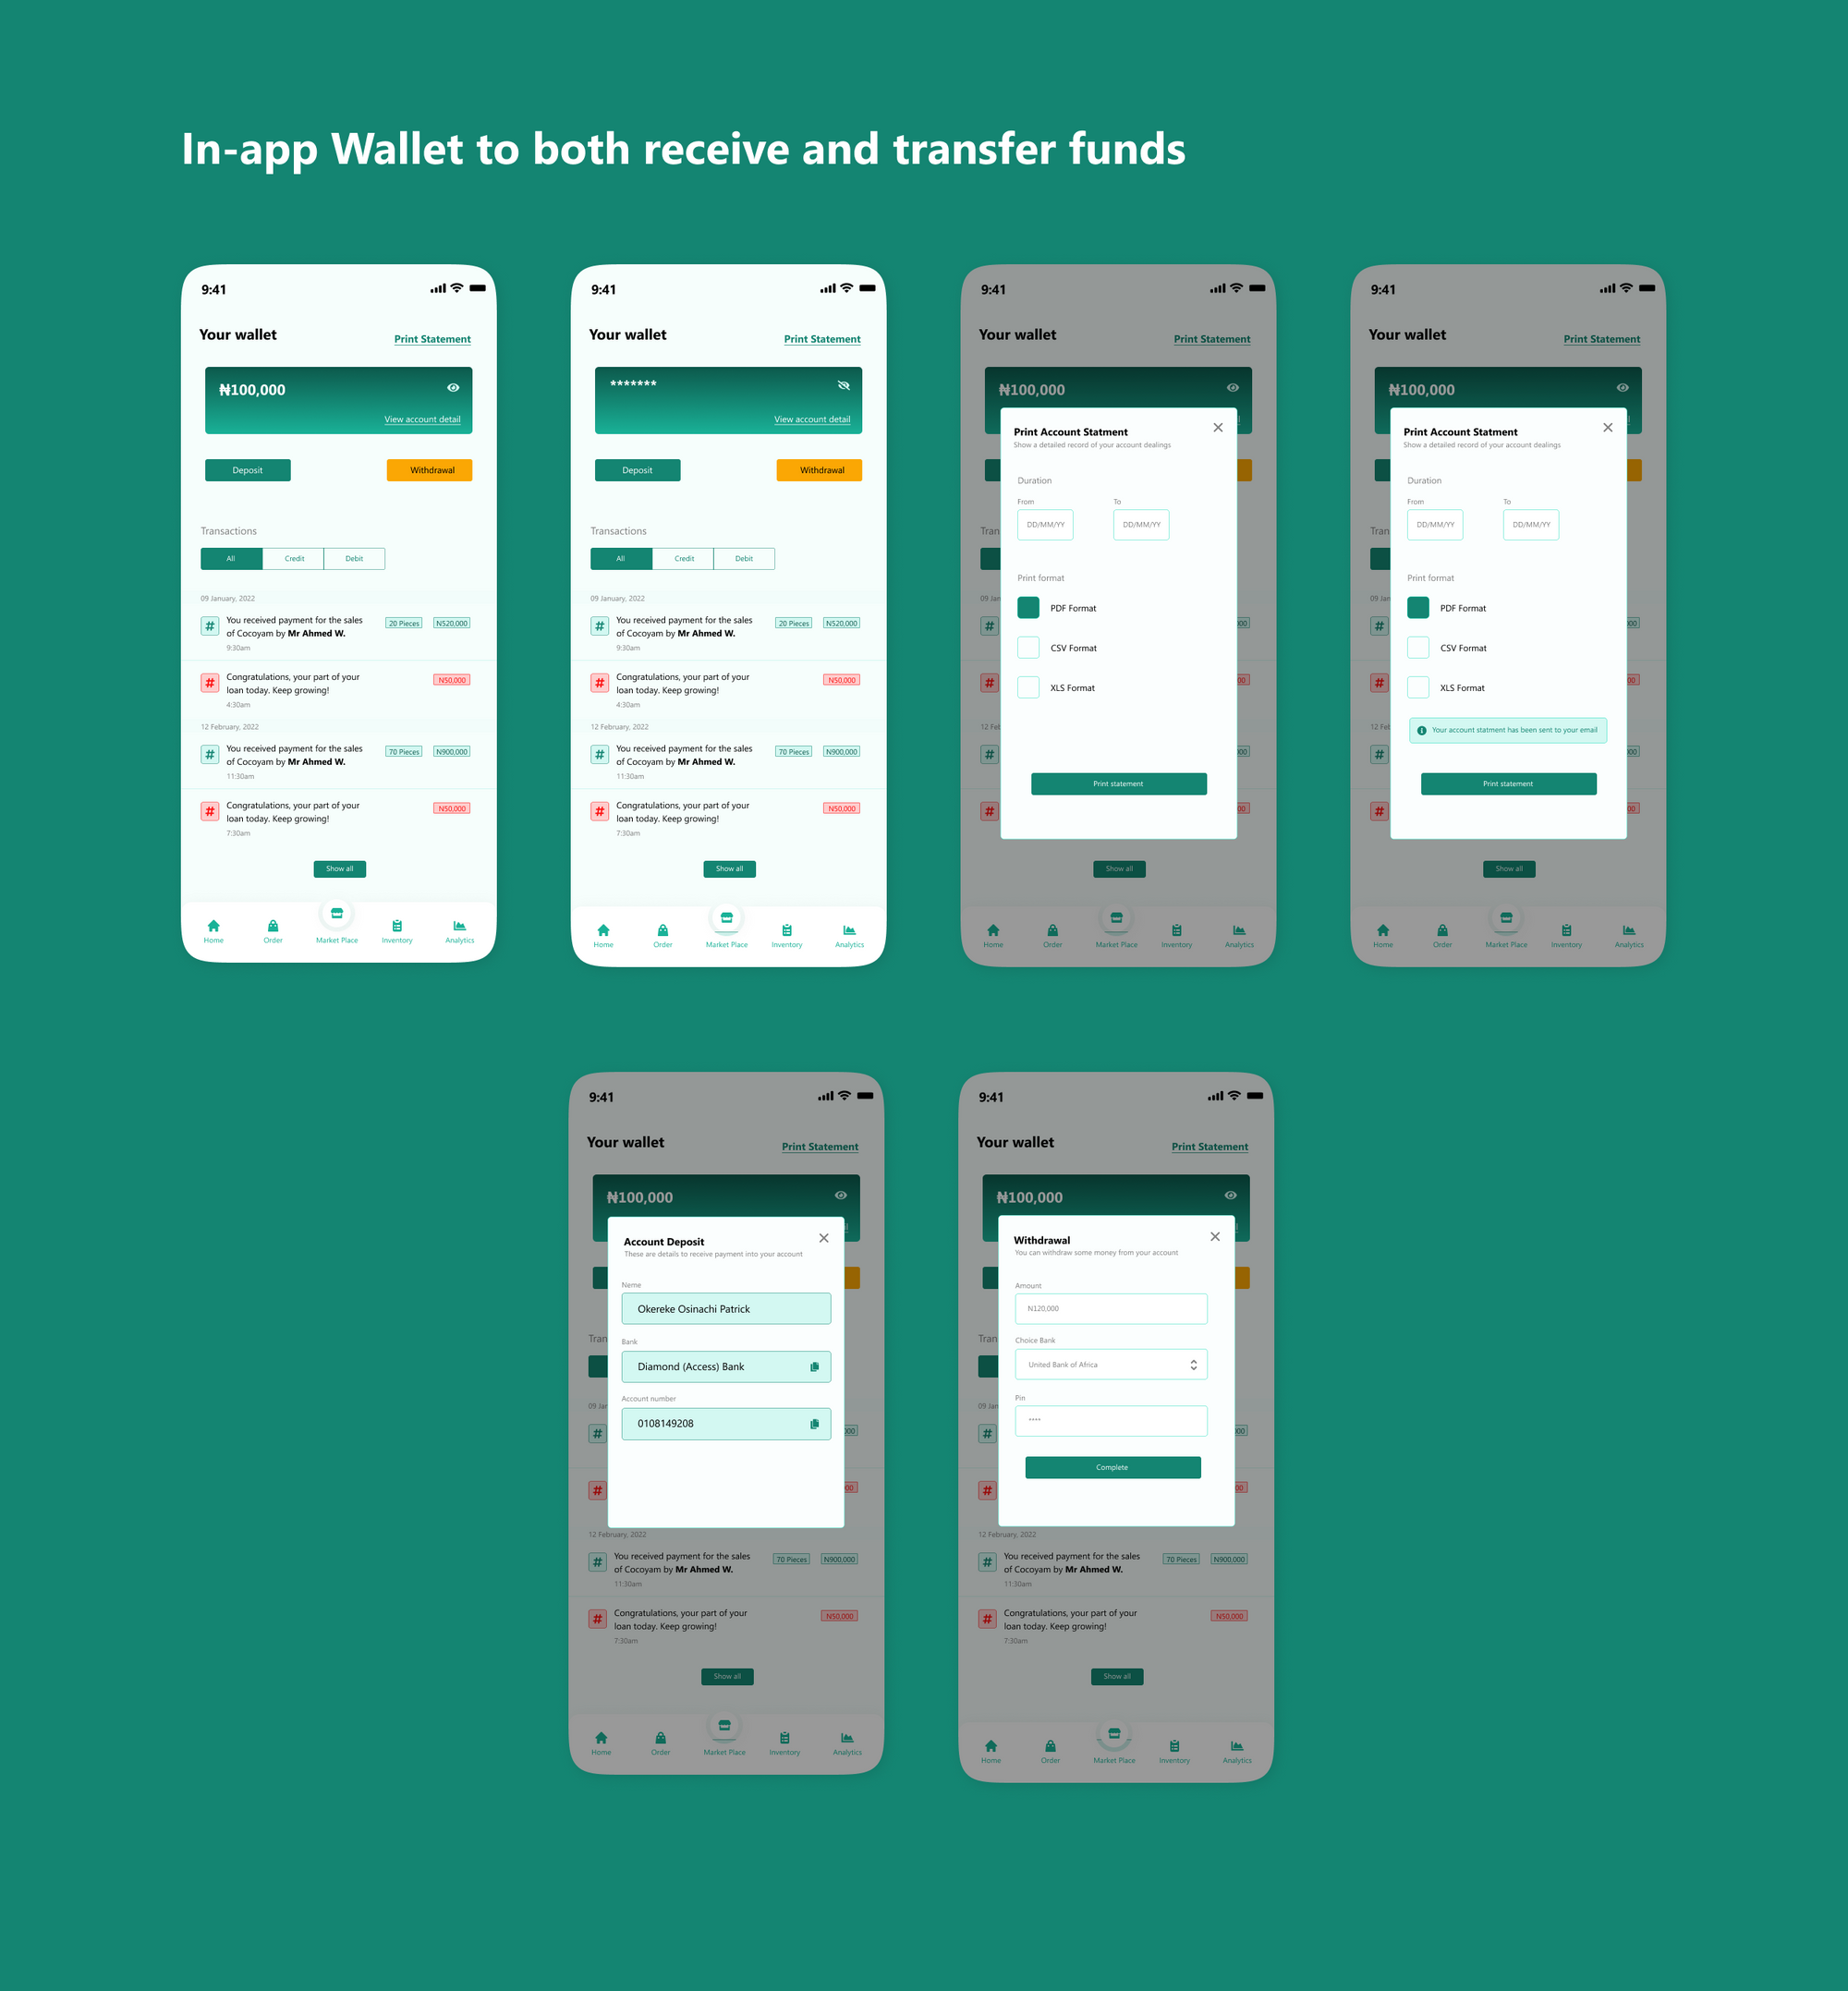 In-app Wallet to both receive and transfer funds
9:41
Your wallet
Print Statement
₦100,000
View account detail
Deposit
Withdrawal
Transactions
All
Credit
Debit
09 January, 2022
You received payment for the sales
of Cocoyam by Mr Ahmed W.
20 Pieces
N520,000
9:30am
Congratulations, your part of your
loan today. Keep growing!
N50,000
4:30am
12 February, 2022
You received payment for the sales
of Cocoyam by Mr Ahmed W.
70 Pieces
N900,000
11:30am
Congratulations, your part of your
loan today. Keep growing!
N50,000
7:30am
Show all
Home
Order
Market Place
Inventory
Analytics
9:41
Your wallet
Print Statement
*******
View account detail
Deposit
Withdrawal
Transactions
All
Credit
Debit
09 January, 2022
You received payment for the sales
of Cocoyam by Mr Ahmed W.
20 Pieces
N520,000
9:30am
Congratulations, your part of your
loan today. Keep growing!
N50,000
4:30am
12 February, 2022
You received payment for the sales
of Cocoyam by Mr Ahmed W.
70 Pieces
N900,000
11:30am
Congratulations, your part of your
loan today. Keep growing!
N50,000
7:30am
Show all
Home
Order
Market Place
Inventory
Analytics
9:41
Your wallet
Print Statement
₦100,000
Print Account Statment
Show a detailed record of your account dealings
Duration
From
To
DD/MM/YY
DD/MM/YY
Print format
PDF Format
CSV Format
XLS Format
Print statement
Show all
Home
Order
Market Place
Inventory
Analytics
9:41
Your wallet
Print Statement
₦100,000
Print Account Statment
Show a detailed record of your account dealings
Duration
From
To
DD/MM/YY
DD/MM/YY
Print format
PDF Format
CSV Format
XLS Format
Your account statment has been sent to your email
Print statement
Show all
Home
Order
Market Place
Inventory
Analytics
9:41
Your wallet
Print Statement
₦100,000
Account Deposit
These are details to receive payment into your account
Neme
Okereke Osinachi Patrick
Bank
Diamond (Access) Bank
Account number
0108149208
12 February, 2022
You received payment for the sales
of Cocoyam by Mr Ahmed W.
70 Pieces
N900,000
11:30am
Congratulations, your part of your
loan today. Keep growing!
N50,000
7:30am
Show all
Home
Order
Market Place
Inventory
Analytics
9:41
Your wallet
Print Statement
₦100,000
Withdrawal
You can withdraw some money from your account
Amount
N120,000
Choice Bank
United Bank of Africa
Pin
****
Complete
12 February, 2022
You received payment for the sales
of Cocoyam by Mr Ahmed W.
70 Pieces
N900,000
11:30am
Congratulations, your part of your
loan today. Keep growing!
N50,000
7:30am
Show all
Home
Order
Market Place
Inventory
Analytics